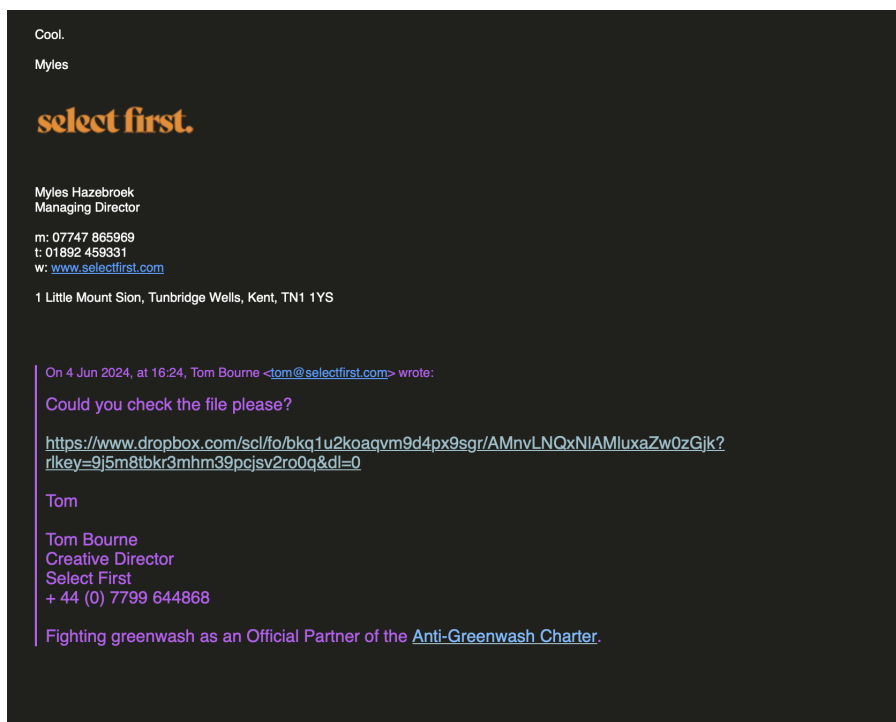 Cool.
Myles
select first.
Myles Hazebroek
Managing Director
m: 07747 865969
t: 01892 459331
w: www.selectfirst.com
1 Little Mount Sion, Tunbridge Wells, Kent, TN1 1YS
On 4 Jun 2024, at 16:24, Tom Bourne <tom@selectfirst.com> wrote:
Could you check the file please?
https://www.dropbox.com/scl/fo/bkq1u2koaqvm9d4px9sgr/AMnvLNQxNlAMluxaZw0zGjk?
rlkey=9j5m8tbkr3mhm39pcjsv2ro0q&dl=0
Tom
Tom Bourne
Creative Director
Select First
+ 44 (0) 7799 644868
Fighting greenwash as an Official Partner of the Anti-Greenwash Charter.